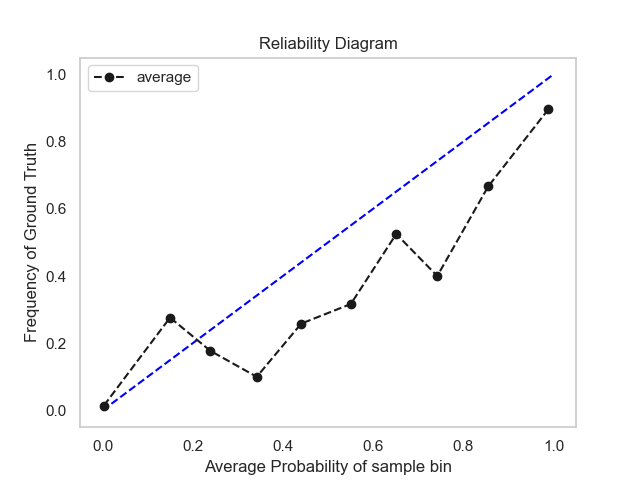 Reliability Diagram
average
Frequency of Ground Truth
1.0
0.8
0.6
0.4
0.2
0.0
0.0 0.2 0.4 0.6 0.8 1.0
Average Probability of sample bin